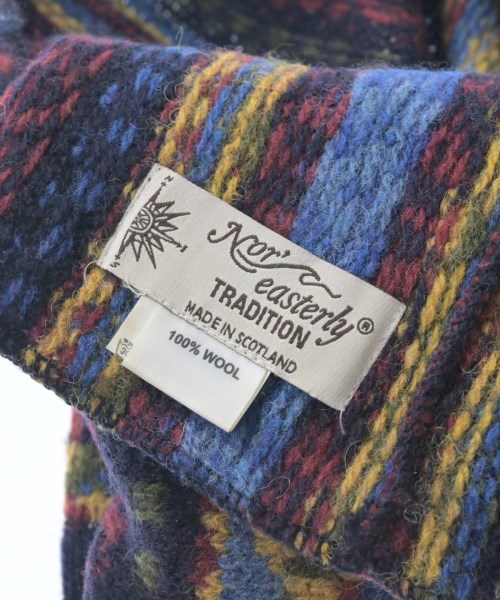 Nor'
easterly®
TRADITION
MADE IN SCOTLAND
100% WOOL